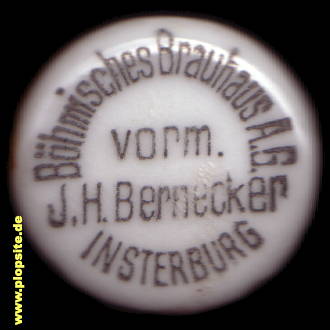 Böhmisches Brauhaus A.G.
vorm.
J.H. Bernecker
INSTERBURG
www.plopsite.de